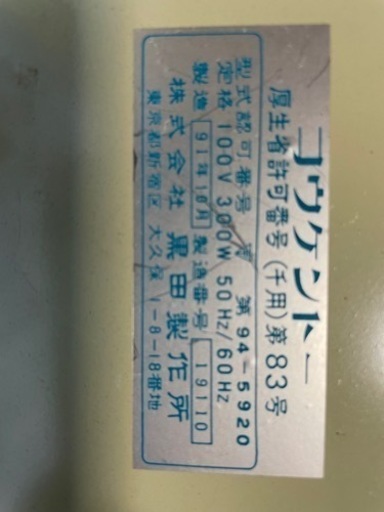 コウケントー
厚生省許可番号(千用)第83号
型式認可番号 第94-5920
定格 100V 300W 50Hz/60Hz
製造 91年10月 製造番号 19110
株式会社 黒田製作所
東京都新宿区大久保1-8-18番地